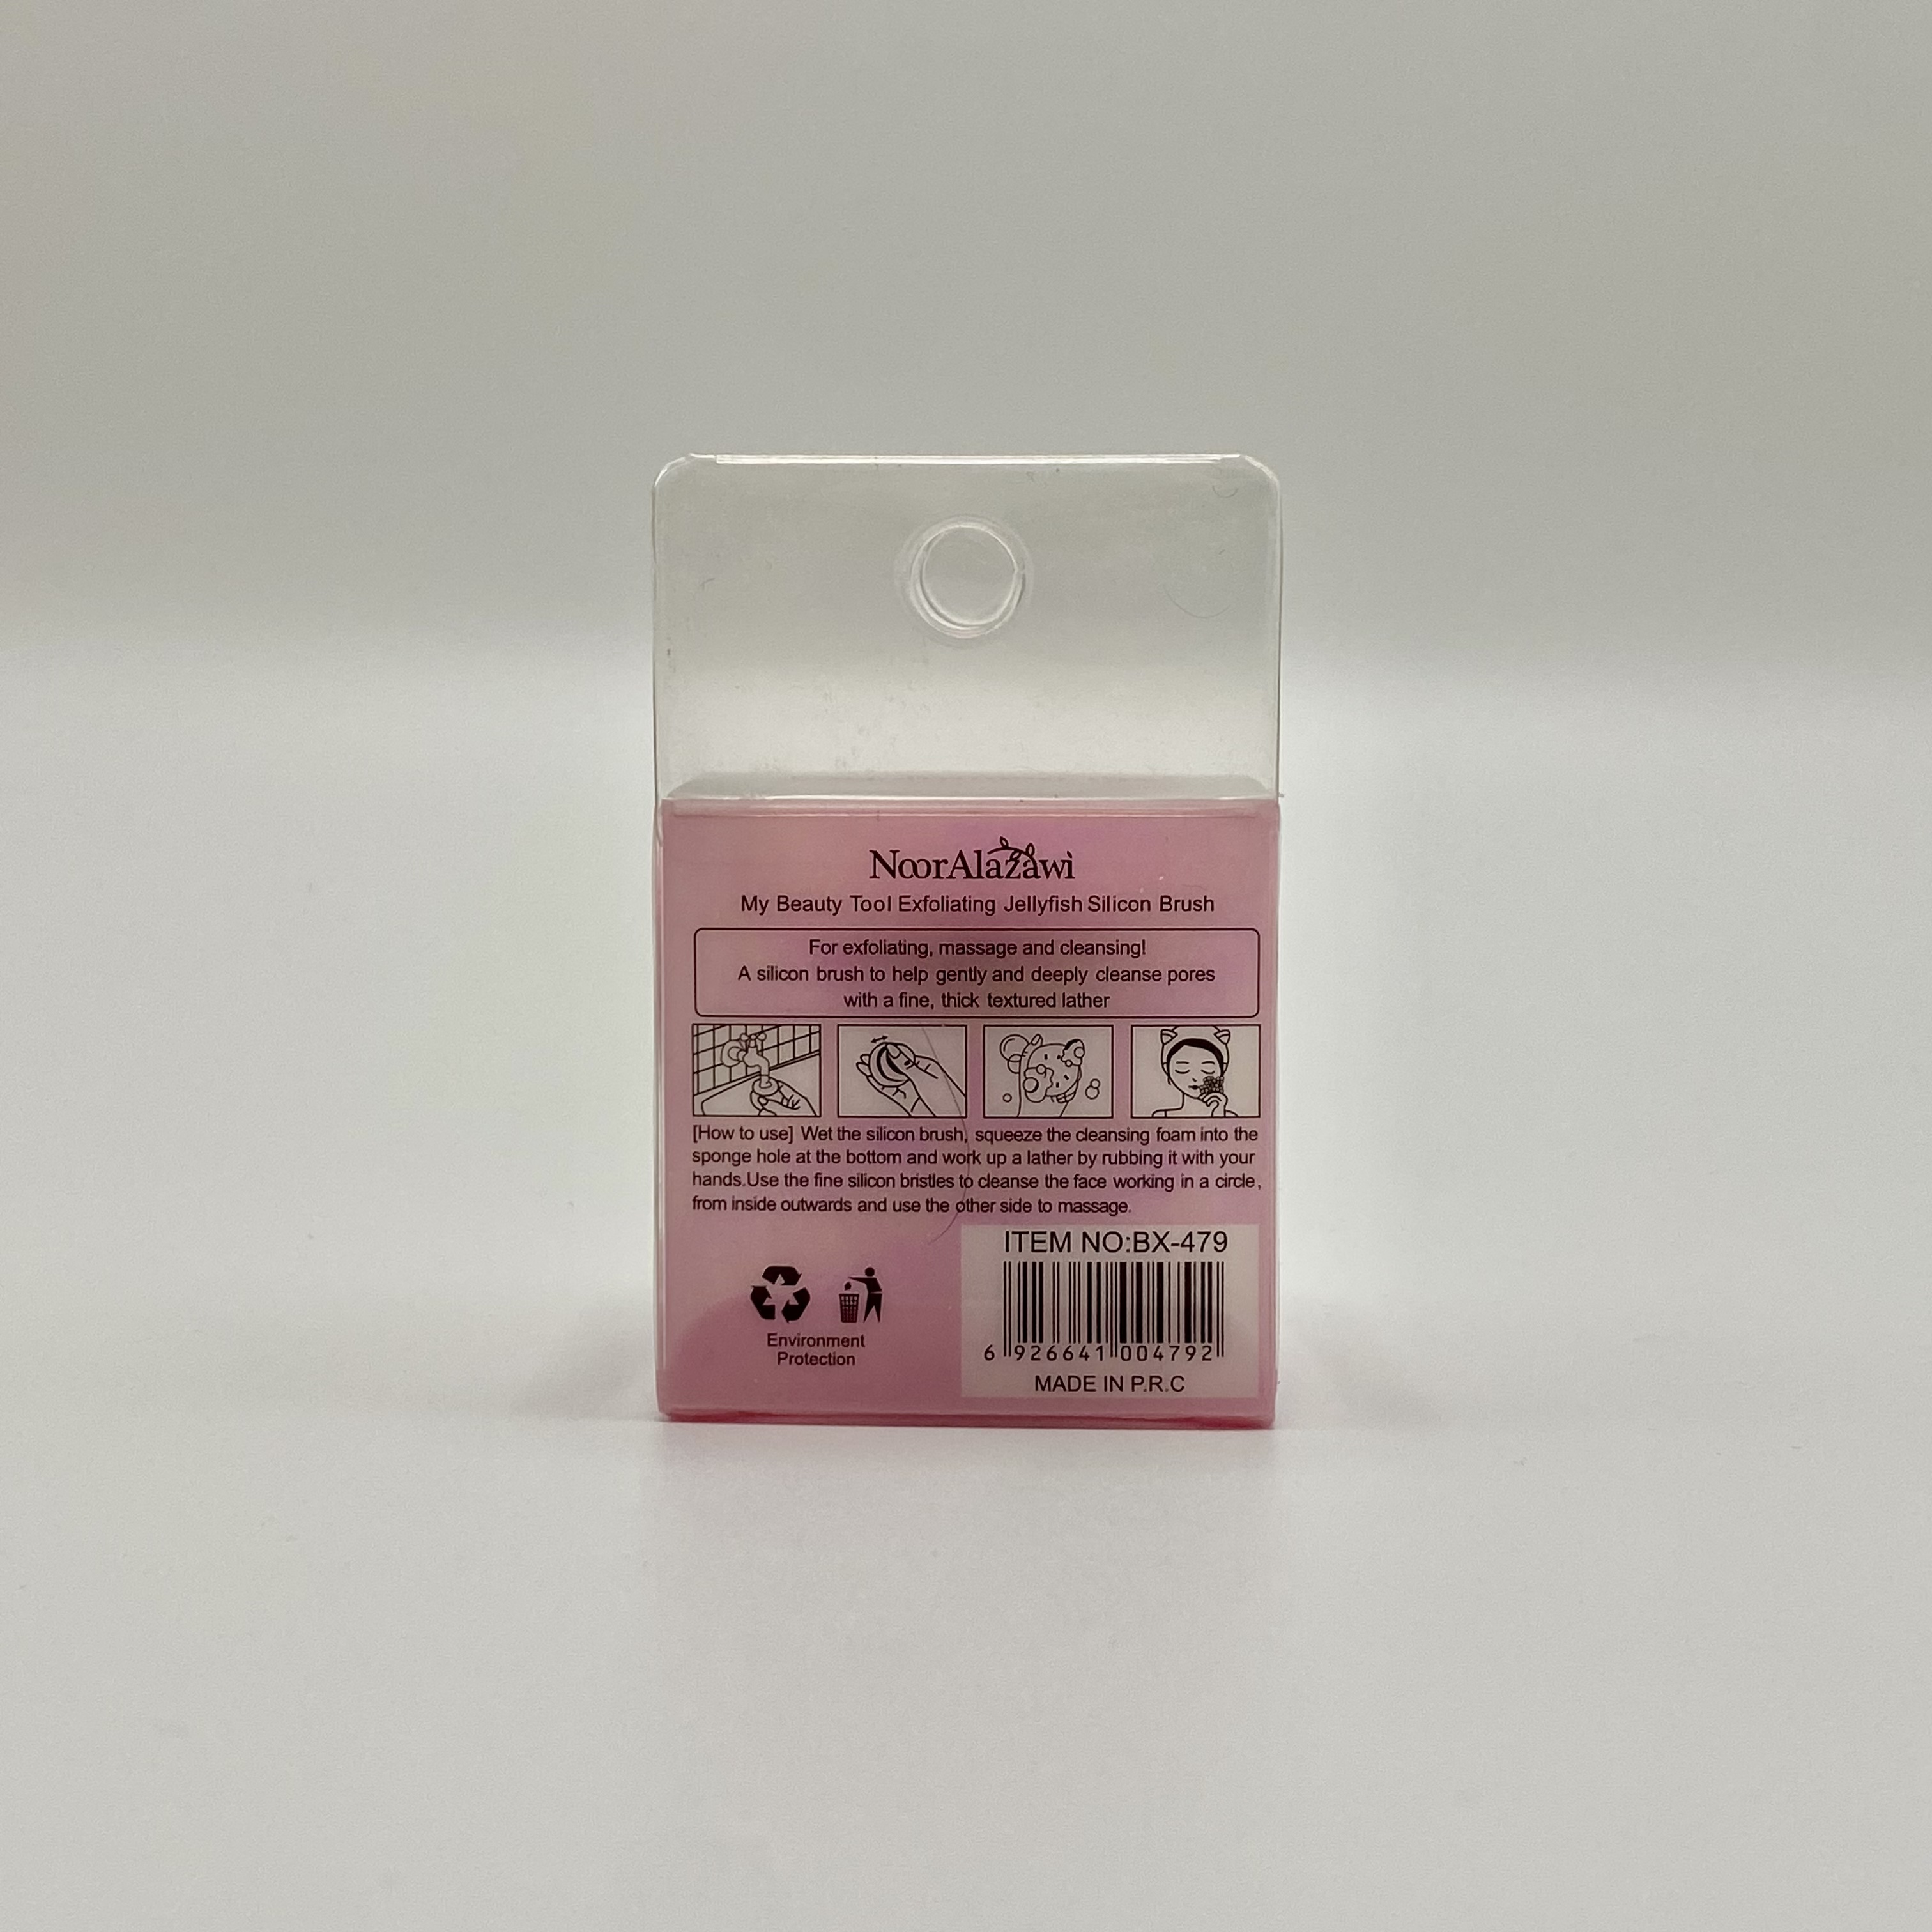 NoorAlazawi
My Beauty Tool Exfoliating Jellyfish Silicon Brush
For exfoliating, massage and cleansing!
A silicon brush to help gently and deeply cleanse pores
with a fine, thick textured lather
[How to use] Wet the silicon brush, squeeze the cleansing foam into the
sponge hole at the bottom and work up a lather by rubbing it with your
hands.Use the fine silicon bristles to cleanse the face working in a circle,
from inside outwards and use the other side to massage.
ITEM NO:BX-479
6 926641 004792
MADE IN P.R.C
Environment
Protection